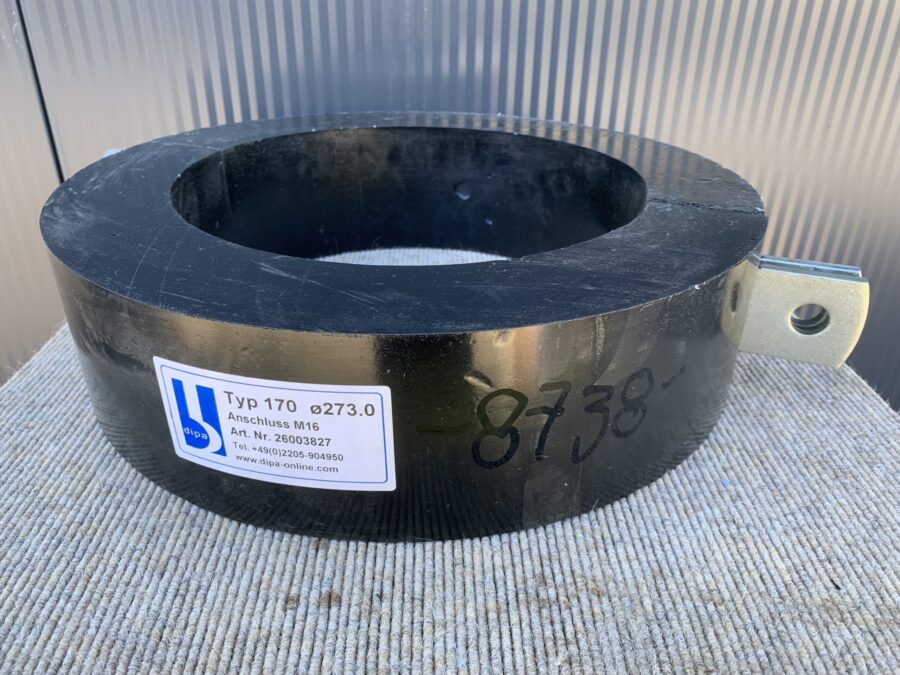 dipa
Typ 170 ø273.0
Anschluss M16
Art. Nr. 26003827
Tel. +49(0)2205-904950
www.dipa-online.com
8738-